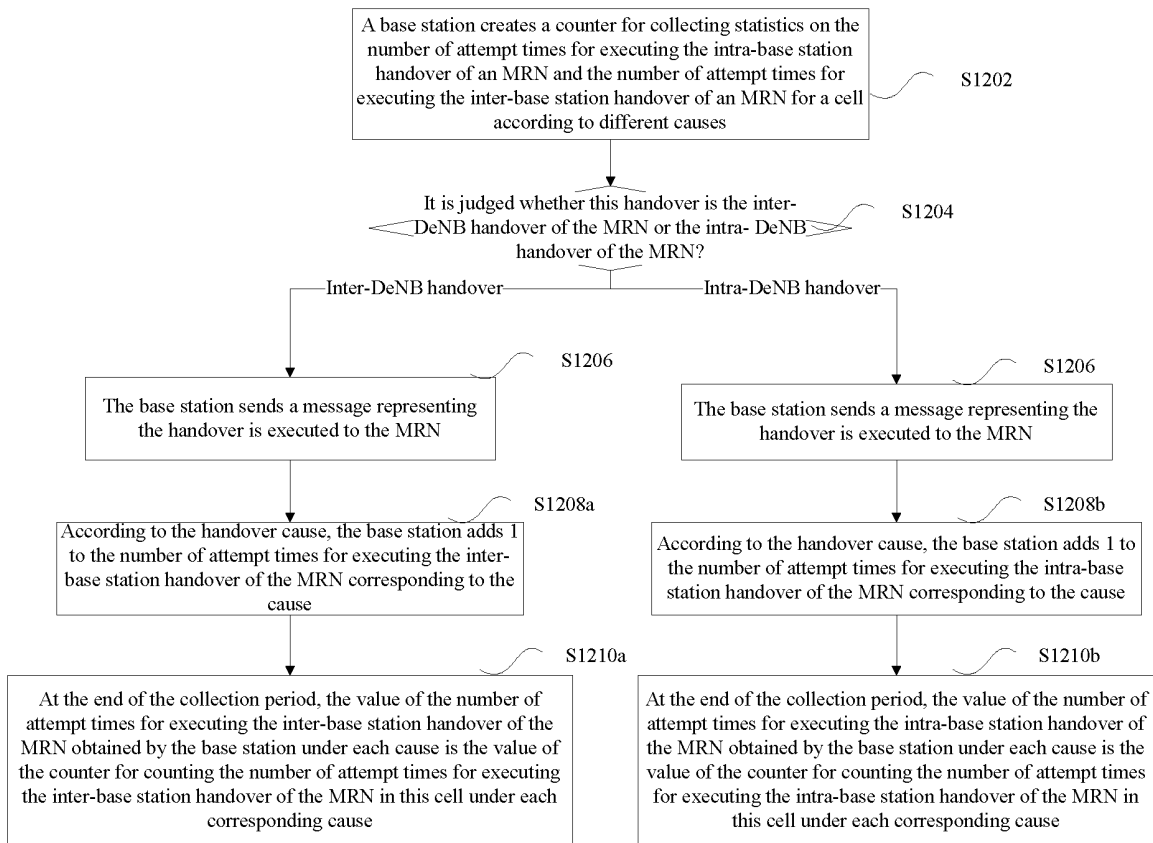 A base station creates a counter for collecting statistics on the
number of attempt times for executing the intra-base station
handover of an MRN and the number of attempt times for
executing the inter-base station handover of an MRN for a cell
according to different causes
S1202
It is judged whether this handover is the inter-
DeNB handover of the MRN or the intra- DeNB
handover of the MRN?
S1204
Inter-DeNB handover
Intra-DeNB handover
S1206
The base station sends a message representing
the handover is executed to the MRN
S1206
The base station sends a message representing the
handover is executed to the MRN
S1208a
According to the handover cause, the base station adds 1
to the number of attempt times for executing the inter-
base station handover of the MRN corresponding to the
cause
S1208b
According to the handover cause, the base station adds 1 to
the number of attempt times for executing the intra-base
station handover of the MRN corresponding to the cause
S1210a
At the end of the collection period, the value of the number of
attempt times for executing the inter-base station handover of the
MRN obtained by the base station under each cause is the value of
the counter for counting the number of attempt times for executing
the inter-base station handover of the MRN in this cell under each
corresponding cause
S1210b
At the end of the collection period, the value of the number of
attempt times for executing the intra-base station handover of
the MRN obtained by the base station under each cause is the
value of the counter for counting the number of attempt times
for executing the intra-base station handover of the MRN in
this cell under each corresponding cause